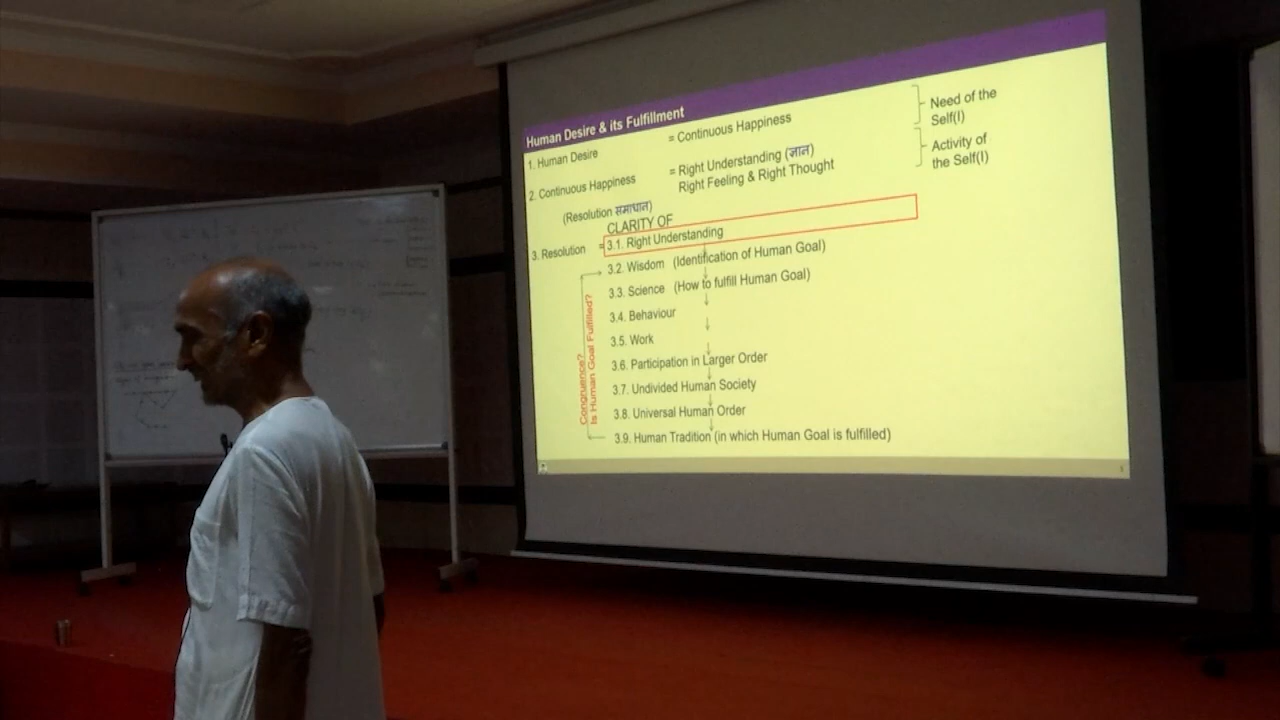 Human Desire & its Fulfillment
1. Human Desire = Continuous Happiness
Need of the
Self(I)
2. Continuous Happiness = Right Understanding (ज्ञान)
Right Feeling & Right Thought
Activity of
the Self(I)
(Resolution समाधान)
CLARITY OF
3. Resolution = 3.1. Right Understanding
3.2. Wisdom (Identification of Human Goal)
3.3. Science (How to fulfill Human Goal)
3.4. Behaviour
3.5. Work
3.6. Participation in Larger Order
3.7. Undivided Human Society
3.8. Universal Human Order
3.9. Human Tradition (in which Human Goal is fulfilled)
Congruence?
Is Human Goal Fulfilled?